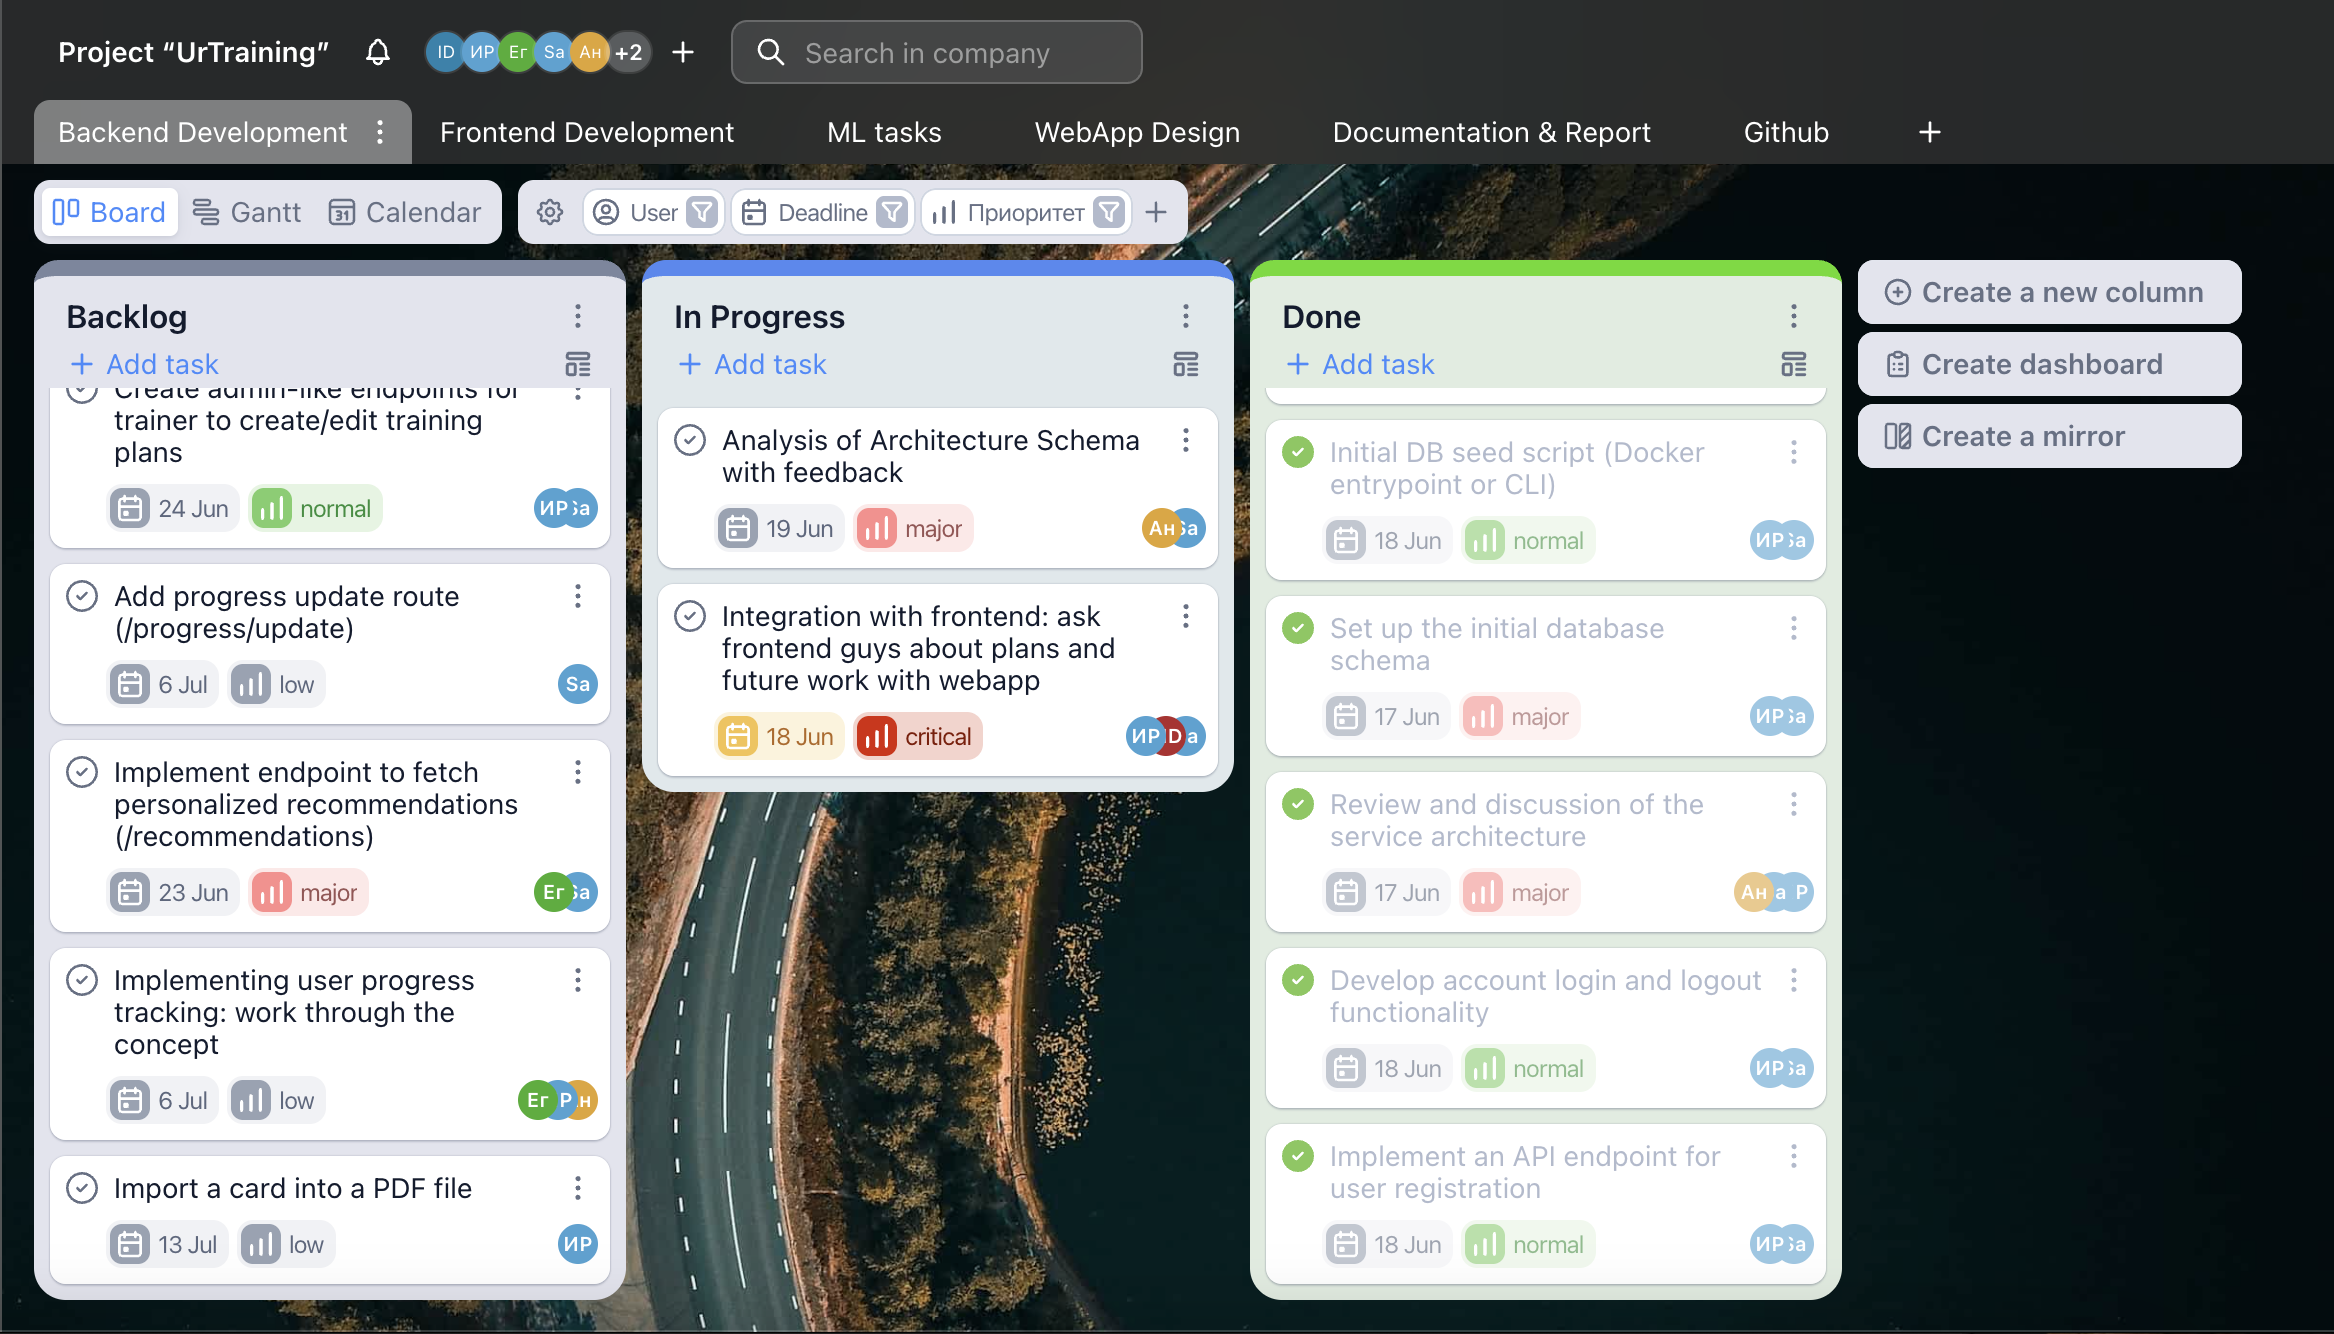 Project “UrTraining”
ID ИР Ег Sa Ан +2
Search in company
Backend Development
Frontend Development
ML tasks
WebApp Design
Documentation & Report
Github
Board
Gantt
31 Calendar
User
Deadline
Приоритет
Backlog
Add task
Create admin-like endpoints for
trainer to create/edit training
plans
24 Jun normal ИР Sa
Add progress update route
(/progress/update)
6 Jul low Sa
Implement endpoint to fetch
personalized recommendations
(/recommendations)
23 Jun major Ег Sa
Implementing user progress
tracking: work through the
concept
6 Jul low Ег Р н
Import a card into a PDF file
13 Jul low ИР
In Progress
Add task
Analysis of Architecture Schema
with feedback
19 Jun major Ан Sa
Integration with frontend: ask
frontend guys about plans and
future work with webapp
18 Jun critical ИР D a
Done
Add task
Initial DB seed script (Docker
entrypoint or CLI)
18 Jun normal ИР Sa
Set up the initial database
schema
17 Jun major ИР Sa
Review and discussion of the
service architecture
17 Jun major Ан a Р
Develop account login and logout
functionality
18 Jun normal ИР Sa
Implement an API endpoint for
user registration
18 Jun normal ИР Sa
Create a new column
Create dashboard
Create a mirror